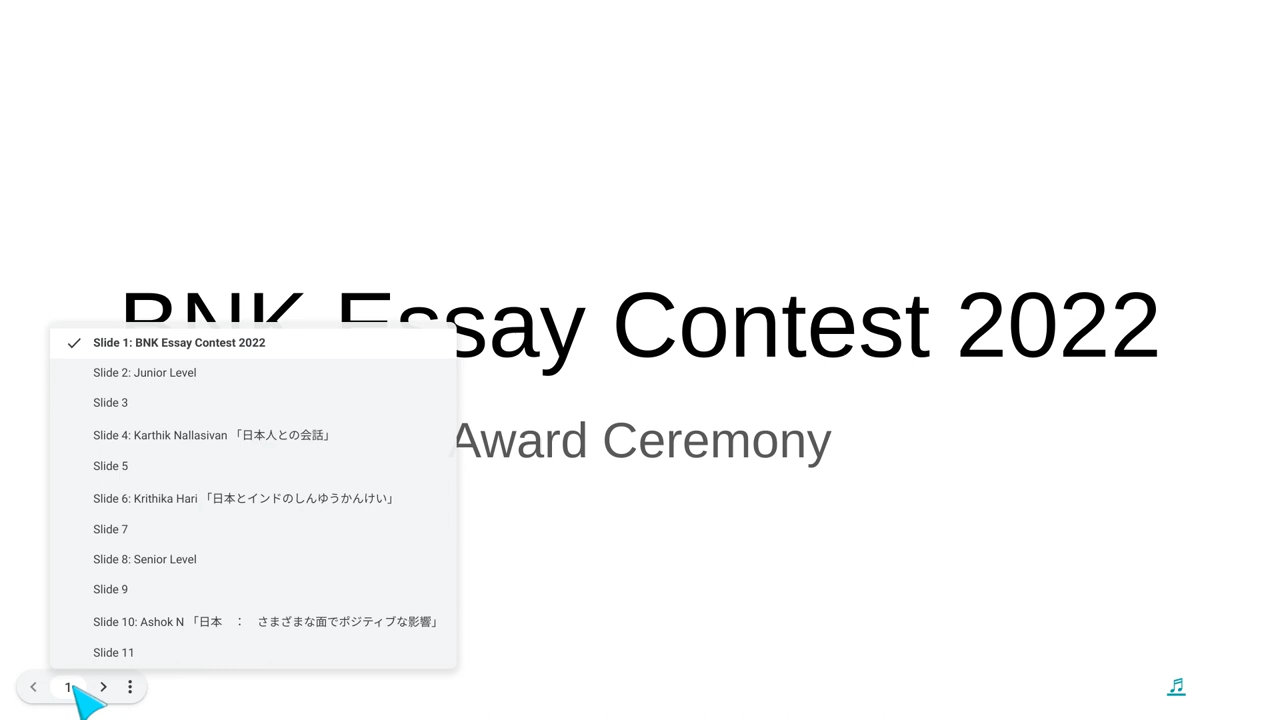 BNK Essay Contest 2022
Award Ceremony
Slide 1: BNK Essay Contest 2022
Slide 2: Junior Level
Slide 3
Slide 4: Karthik Nallasivan 「日本人との会話」
Slide 5
Slide 6: Krithika Hari 「日本とインドのしんゆうかんけい」
Slide 7
Slide 8: Senior Level
Slide 9
Slide 10: Ashok N 「日本　：　さまざまな面でポジティブな影響」
Slide 11
1